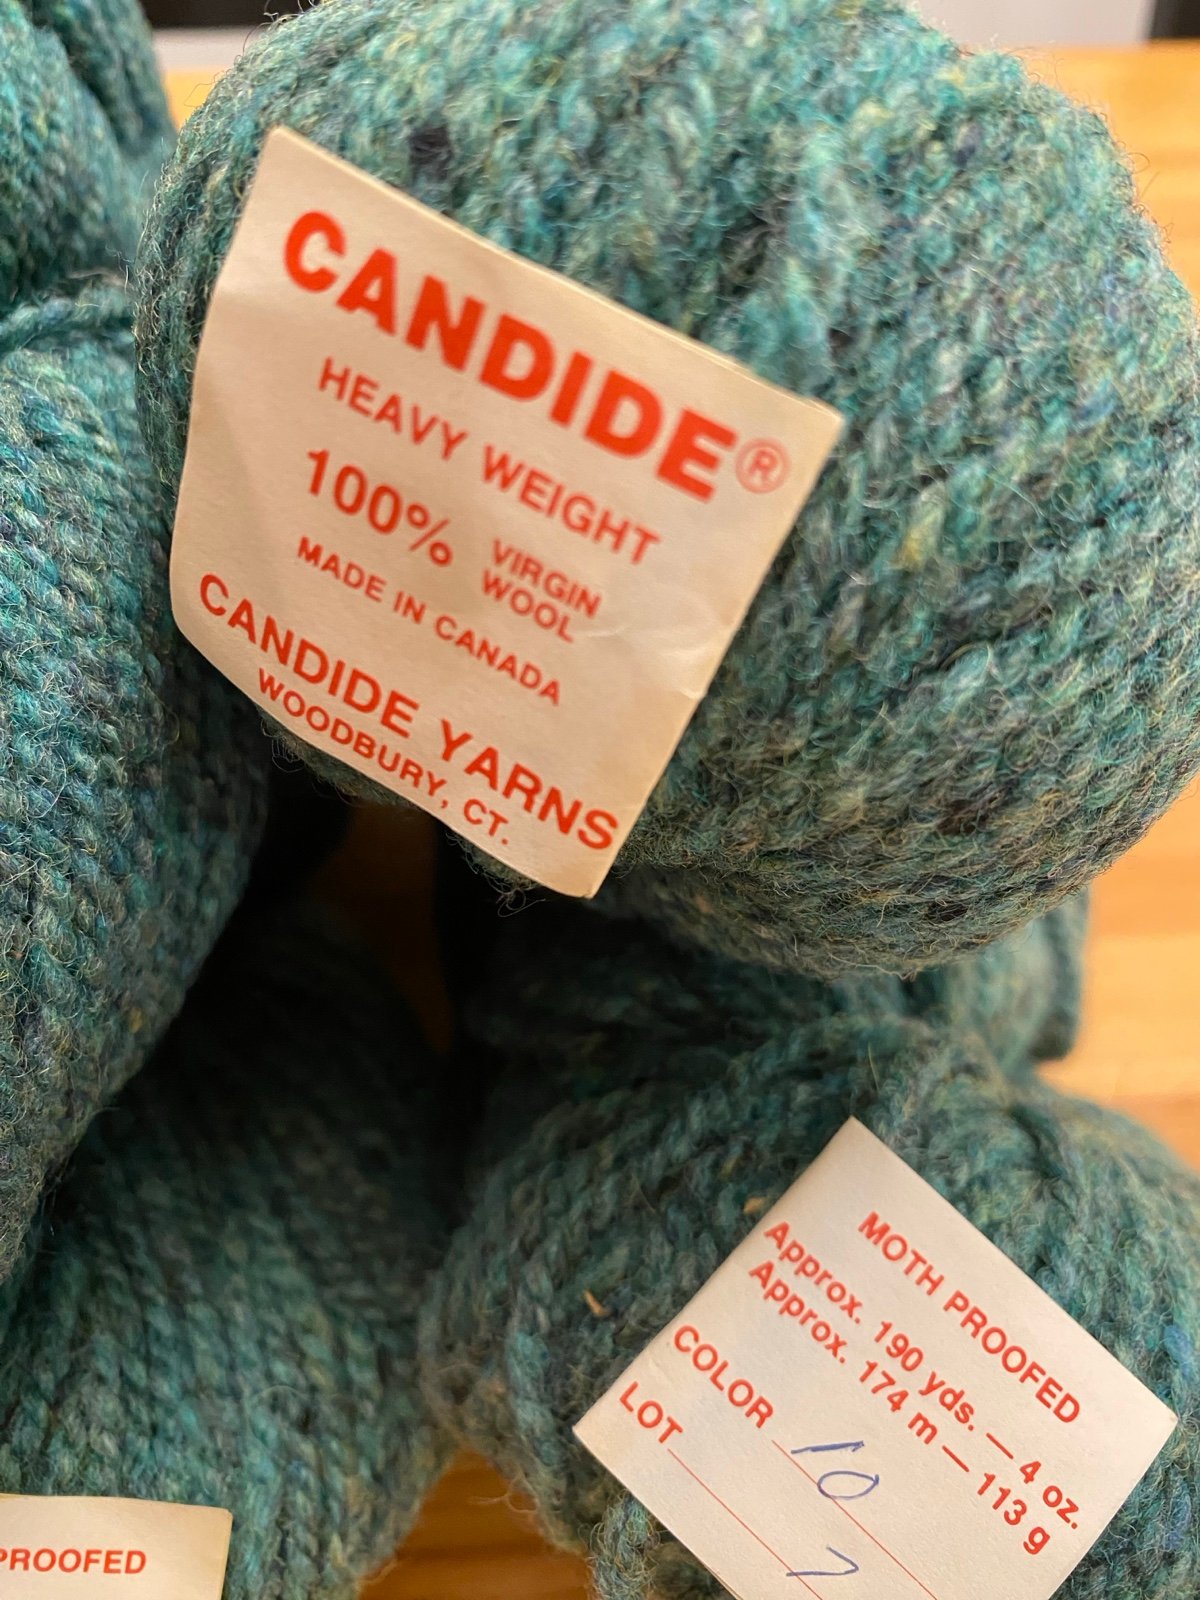 CANDIDE®
HEAVY WEIGHT
100% VIRGIN WOOL
MADE IN CANADA
CANDIDE YARNS
WOODBURY, CT.
MOTH PROOFED
Approx. 190 yds. — 4 oz.
Approx. 174 m — 113 g
COLOR 10
LOT 7
PROOFED